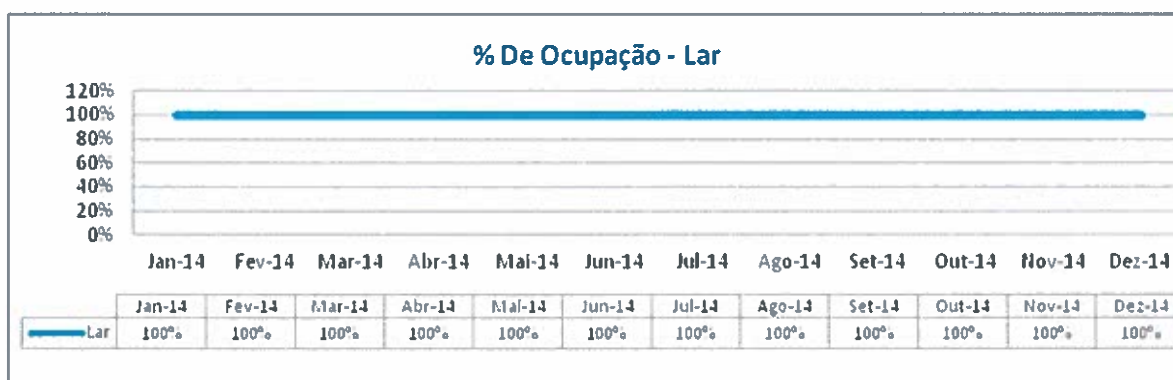 % De Ocupação - Lar
120%
100%
80%
60%
40%
20%
0%
Jan-14 Fev-14 Mar-14 Abr-14 Mai-14 Jun-14 Jul-14 Ago-14 Set-14 Out-14 Nov-14 Dez-14
Jan-14 Fev-14 Mar-14 Abr-14 Mai-14 Jun-14 Jul-14 Ago-14 Set-14 Out-14 Nov-14 Dez-14
Lar 100% 100% 100% 100% 100% 100% 100% 100% 100% 100% 100% 100%